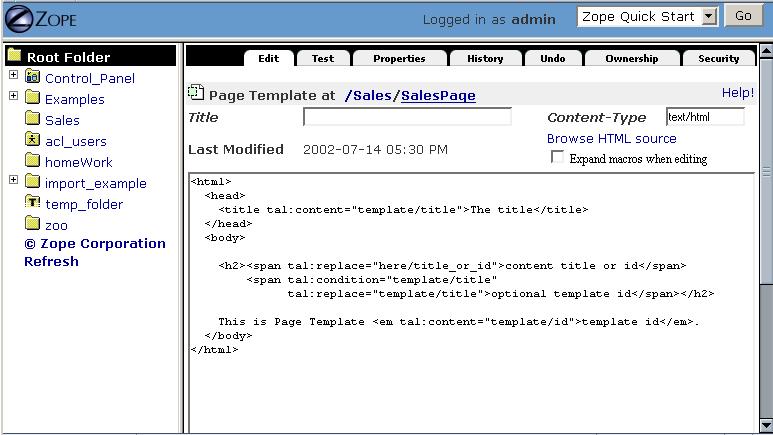 ZOPE
Logged in as admin
Zope Quick Start
Go
Root Folder
Control_Panel
Examples
Sales
acl_users
homeWork
import_example
temp_folder
zoo
© Zope Corporation
Refresh
Edit Test Properties History Undo Ownership Security
Page Template at /Sales/SalesPage
Help!
Title
Content-Type text/html
Browse HTML source
Last Modified 2002-07-14 05:30 PM
Expand macros when editing
<html>
  <head>
    <title tal:content="template/title">The title</title>
  </head>
  <body>
    <h2><span tal:replace="here/title_or_id">content title or id</span>
        <span tal:condition="template/title"
              tal:replace="template/title">optional template id</span></h2>
    This is Page Template <em tal:content="template/id">template id</em>.
  </body>
</html>